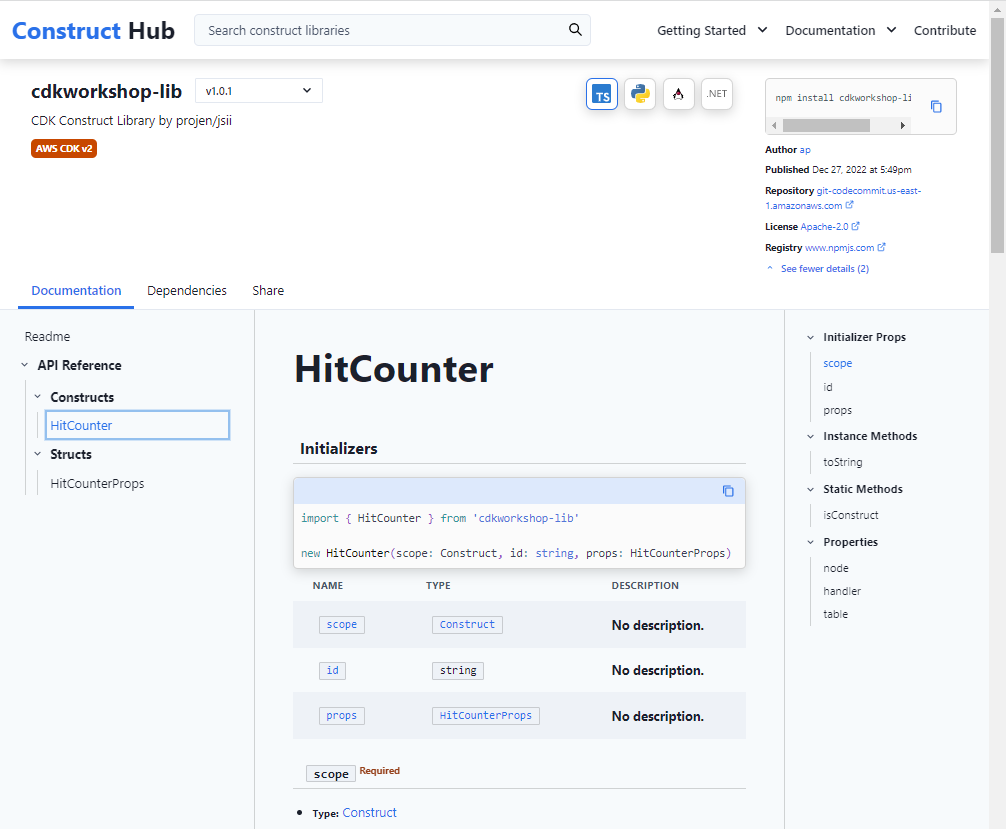 Construct Hub
Search construct libraries
Getting Started
Documentation
Contribute
cdkworkshop-lib
v1.0.1
TS
.NET
CDK Construct Library by projen/jsii
AWS CDK v2
npm install cdkworkshop-li
Author ap
Published Dec 27, 2022 at 5:49pm
Repository git-codecommit.us-east-
1.amazonaws.com
License Apache-2.0
Registry www.npmjs.com
See fewer details (2)
Documentation
Dependencies
Share
Readme
API Reference
Constructs
HitCounter
Structs
HitCounterProps
HitCounter
Initializers
import { HitCounter } from 'cdkworkshop-lib'
new HitCounter(scope: Construct, id: string, props: HitCounterProps)
NAME TYPE DESCRIPTION
scope Construct No description.
id string No description.
props HitCounterProps No description.
scope Required
Type: Construct
Initializer Props
scope
id
props
Instance Methods
toString
Static Methods
isConstruct
Properties
node
handler
table